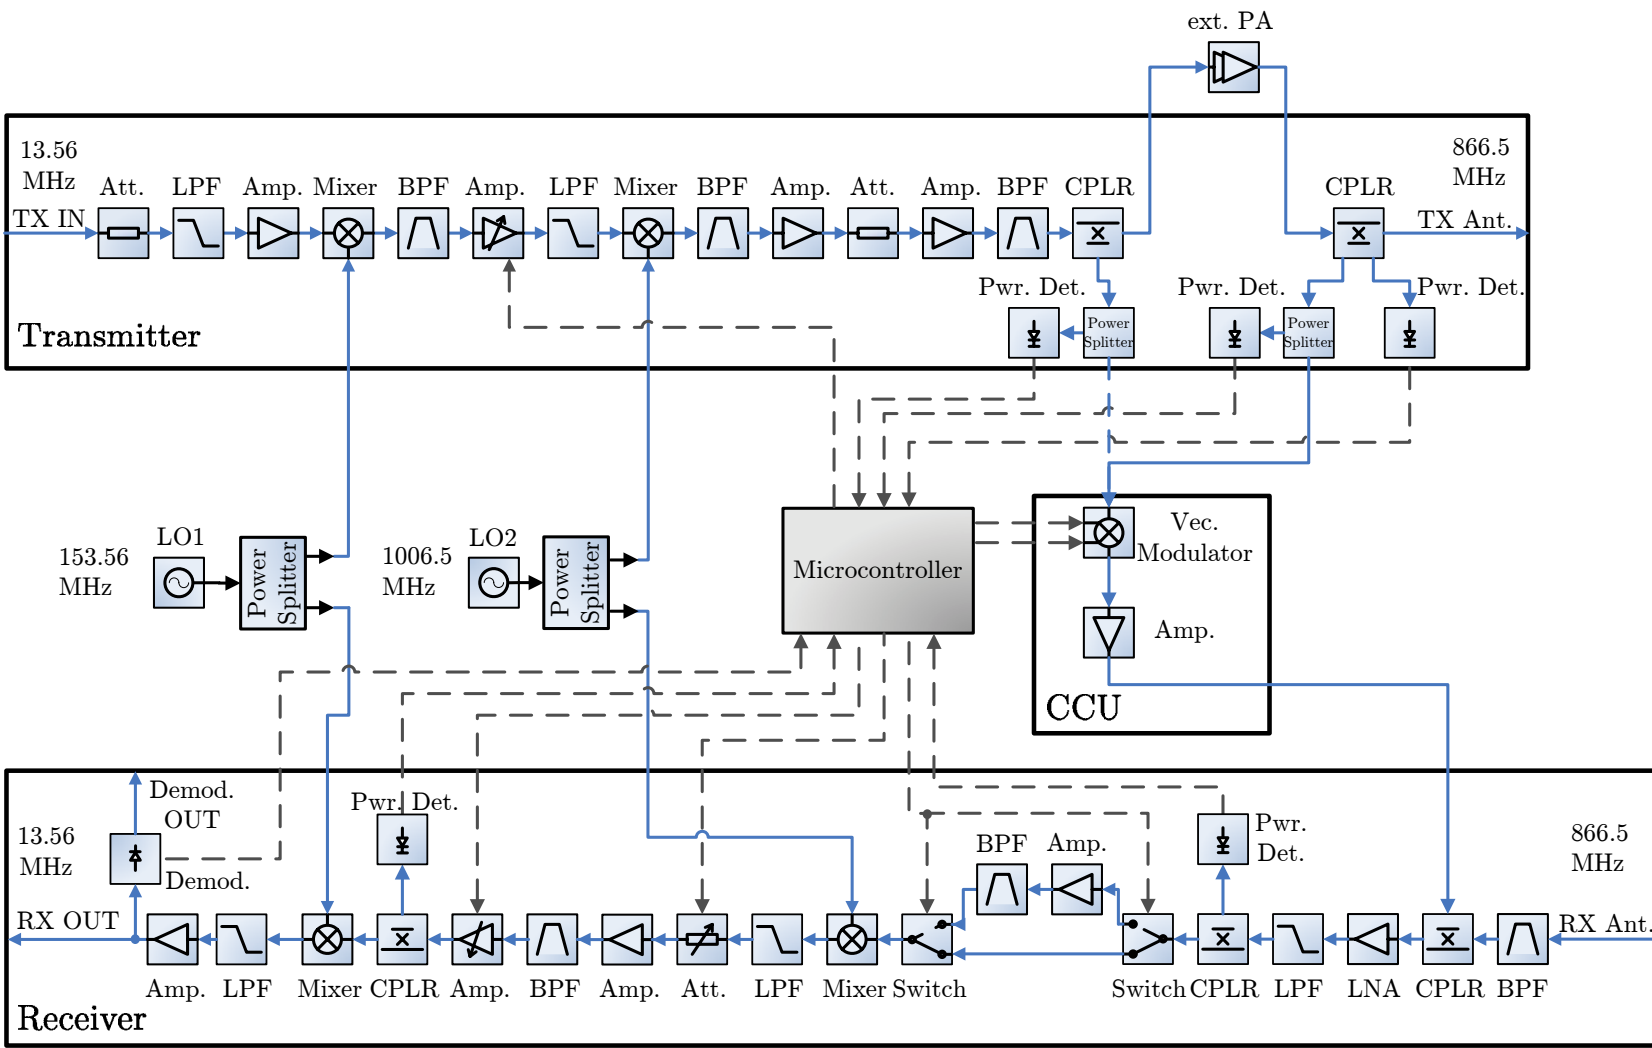 ext. PA
13.56
MHz
Att.
LPF
Amp.
Mixer
BPF
Amp.
LPF
Mixer
BPF
Amp.
Att.
Amp.
BPF
CPLR
CPLR
866.5
MHz
TX IN
TX Ant.
Pwr. Det.
Pwr. Det.
Pwr. Det.
Power
Splitter
Power
Splitter
Transmitter
LO1
153.56
MHz
Power
Splitter
LO2
1006.5
MHz
Power
Splitter
Microcontroller
Vec.
Modulator
Amp.
CCU
Demod.
OUT
13.56
MHz
Demod.
Pwr. Det.
BPF
Amp.
Pwr.
Det.
866.5
MHz
RX OUT
RX Ant.
Amp.
LPF
Mixer
CPLR
Amp.
BPF
Amp.
Att.
LPF
Mixer
Switch
Switch
CPLR
LPF
LNA
CPLR
BPF
Receiver